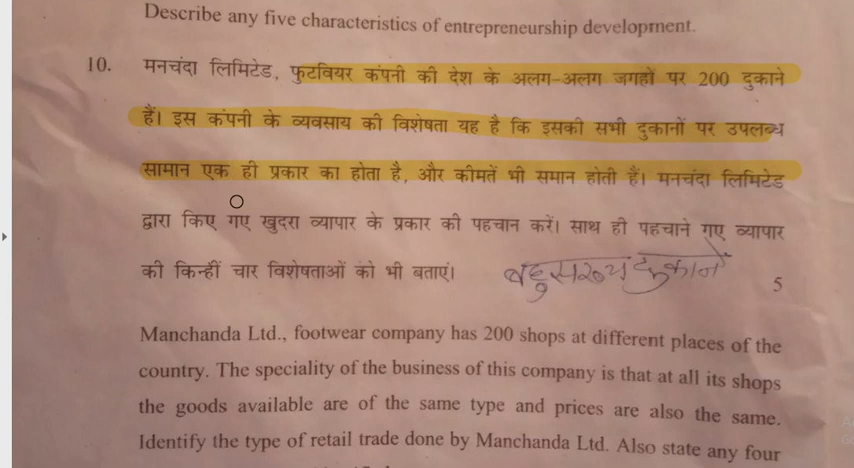 Describe any five characteristics of entrepreneurship development.
10. मनचंदा लिमिटेड, फुटवियर कंपनी की देश के अलग-अलग जगहों पर 200 दुकाने
हैं। इस कंपनी के व्यवसाय की विशेषता यह है कि इसकी सभी दुकानों पर उपलब्ध
सामान एक ही प्रकार का होता है, और कीमतें भी समान होती हैं। मनचंदा लिमिटेड
द्वारा किए गए खुदरा व्यापार के प्रकार की पहचान करें। साथ ही पहचाने गए व्यापार
की किन्हीं चार विशेषताओं को भी बताएं।
बहुसंख्य दुकानें
5
Manchanda Ltd., footwear company has 200 shops at different places of the
country. The speciality of the business of this company is that at all its shops
the goods available are of the same type and prices are also the same.
Identify the type of retail trade done by Manchanda Ltd. Also state any four